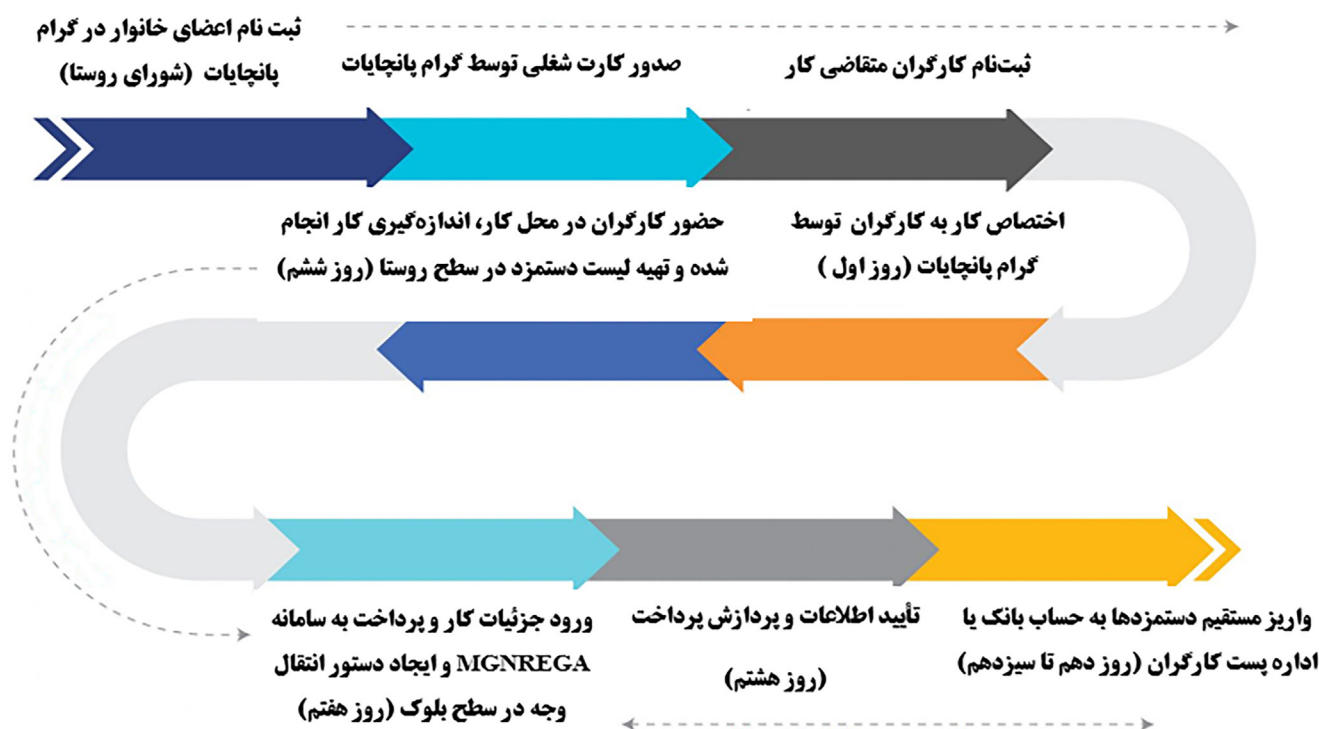 ثبت نام اعضای خانوار در گرام
پانچایات (شورای روستا)
صدور کارت شغلی توسط گرام پانچایات
ثبت‌نام کارگران متقاضی کار
اختصاص کار به کارگران توسط
گرام پانچایات (روز اول )
حضور کارگران در محل کار، اندازه‌گیری کار انجام
شده و تهیه لیست دستمزد در سطح روستا (روز ششم)
ورود جزئیات کار و پرداخت به سامانه
MGNREGA و ایجاد دستور انتقال
وجه در سطح بلوک (روز هفتم)
تأیید اطلاعات و پردازش پرداخت
(روز هشتم)
واریز مستقیم دستمزدها به حساب بانک یا
اداره پست کارگران (روز دهم تا سیزدهم)